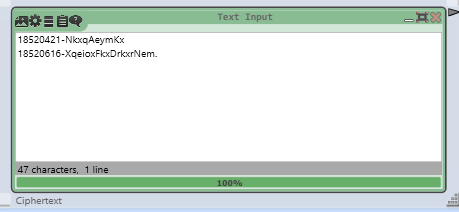 Text Input
18520421-NkxqAeymKx
18520616-XqeioxFkxDrkxrNem.
47 characters, 1 line
100%
Ciphertext